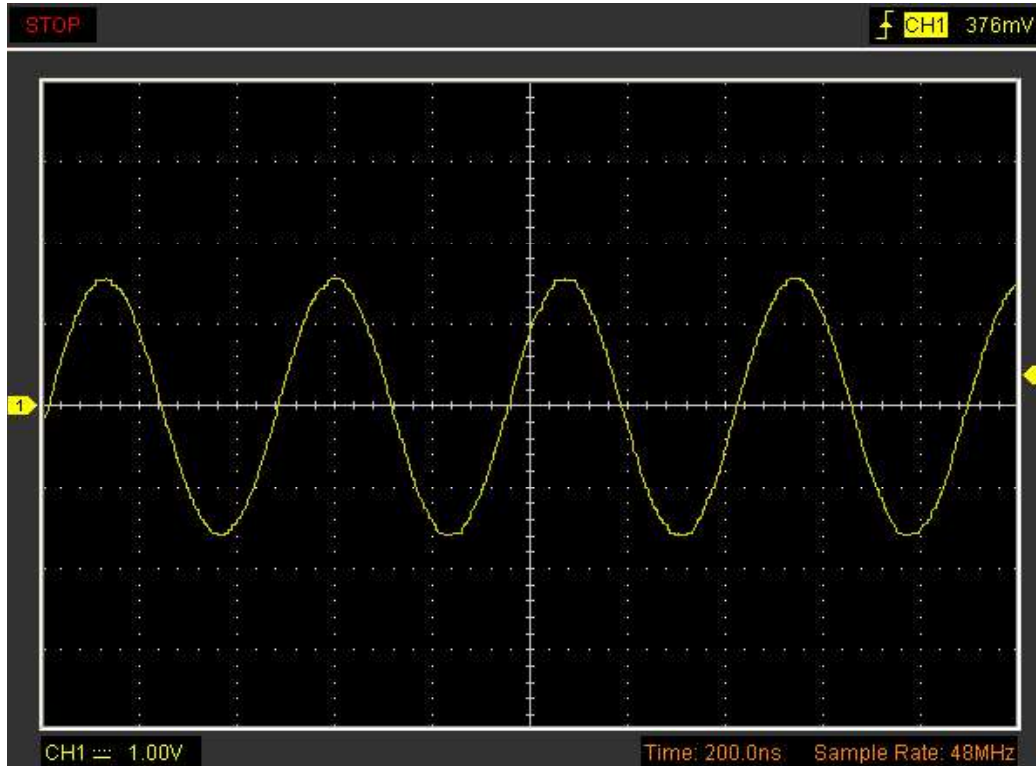 STOP
CH1 376mV
1
CH1 1.00V
Time: 200.0ns Sample Rate: 48MHz